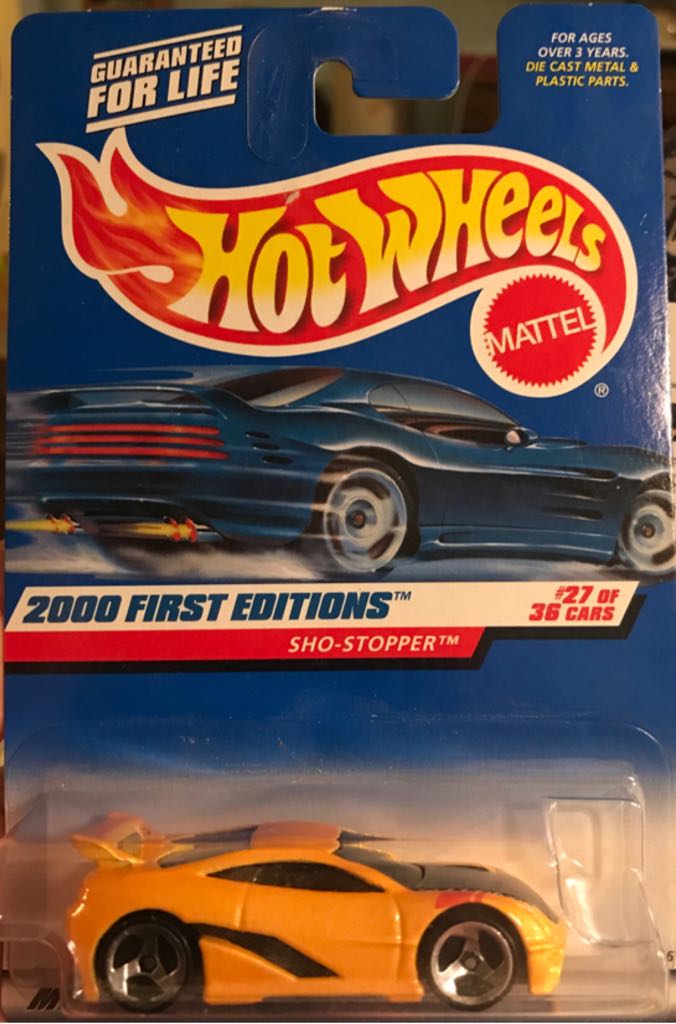 GUARANTEED
FOR LIFE
FOR AGES
OVER 3 YEARS.
DIE CAST METAL &
PLASTIC PARTS.
HOT WHEELS
MATTEL
®
2000 FIRST EDITIONS™
#27 OF
36 CARS
SHO-STOPPER™